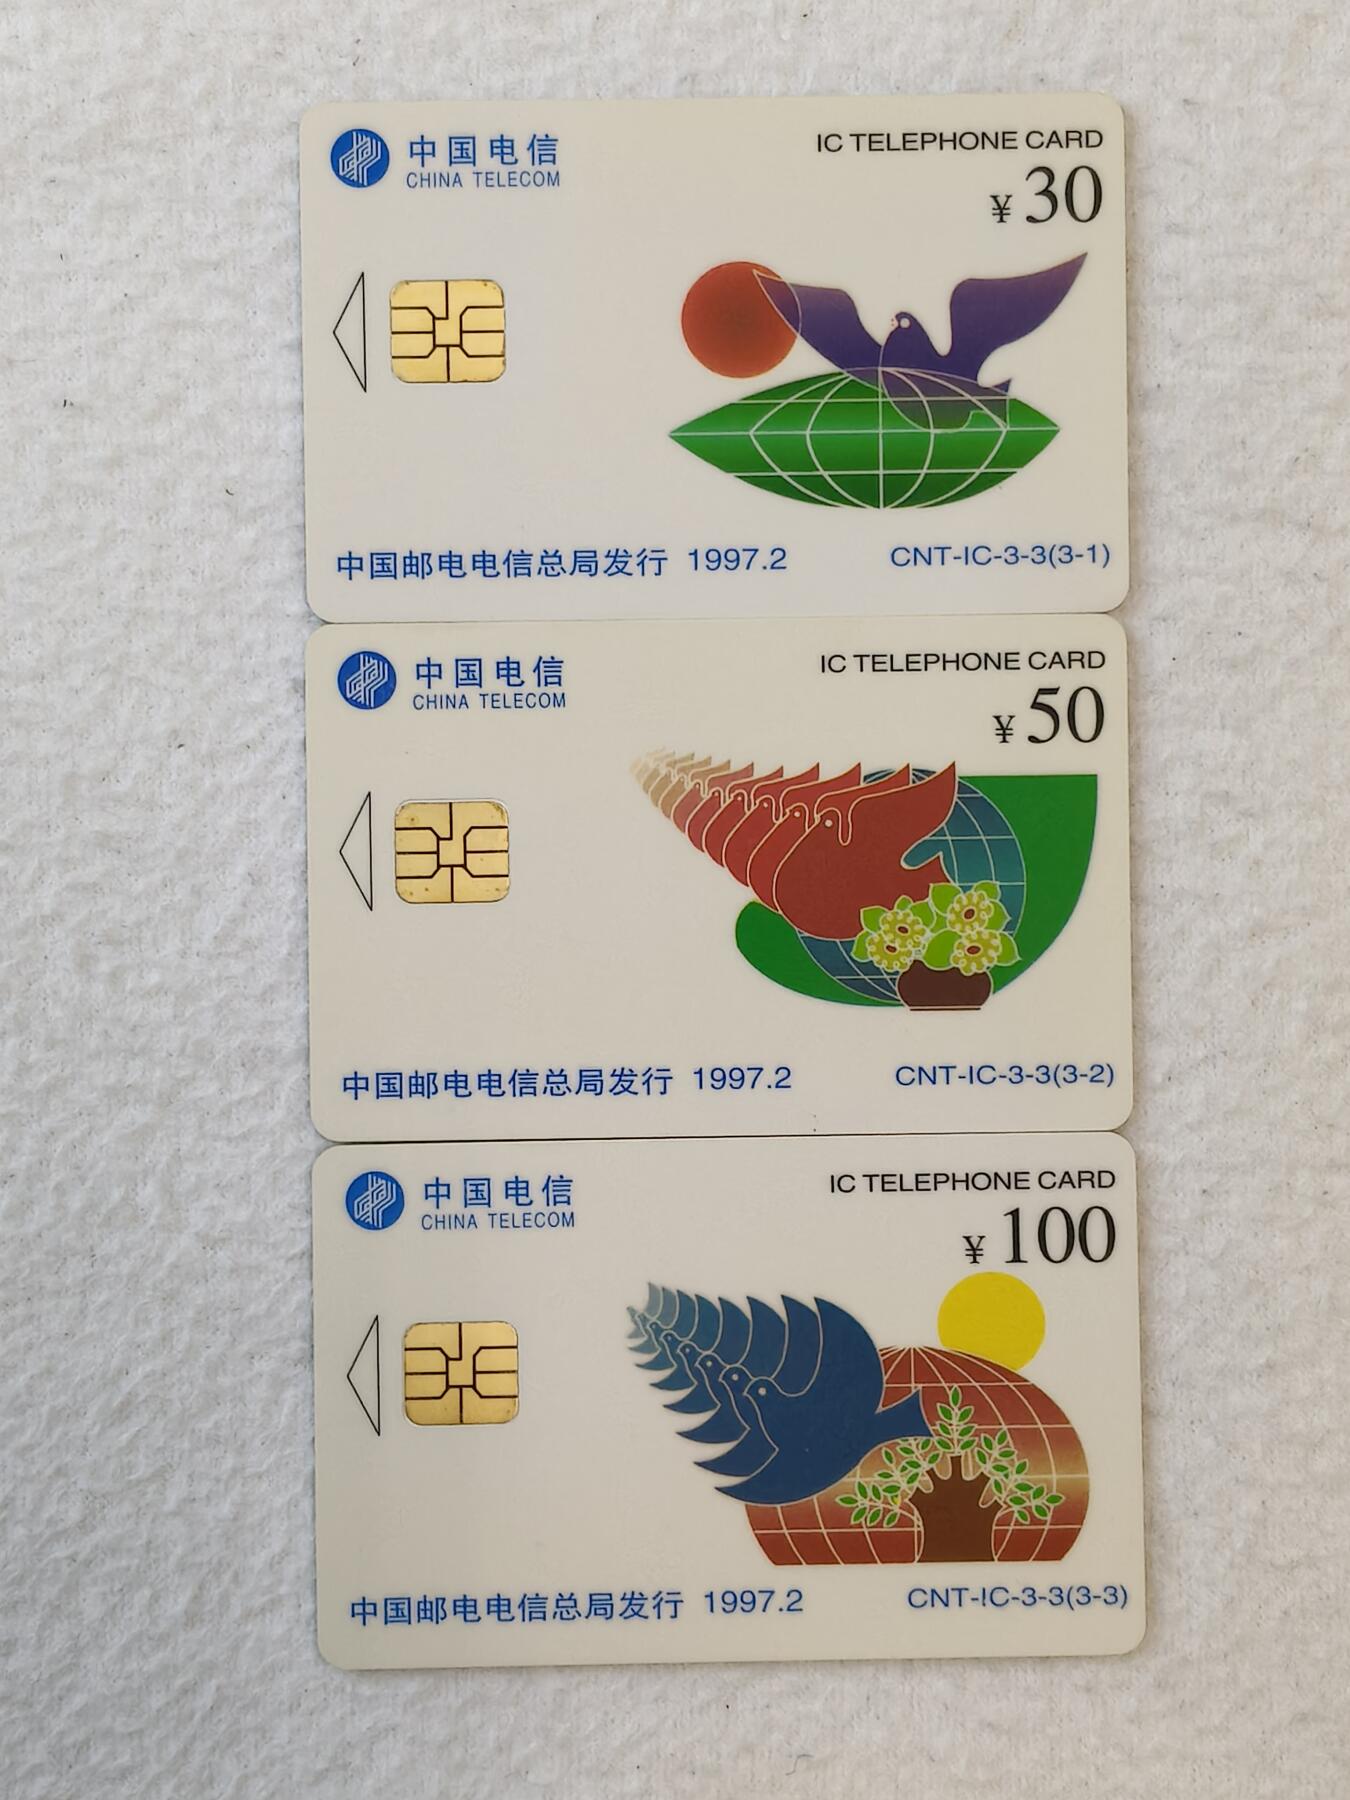 中国电信
CHINA TELECOM
IC TELEPHONE CARD
¥ 30
中国邮电电信总局发行 1997.2
CNT-IC-3-3(3-1)
中国电信
CHINA TELECOM
IC TELEPHONE CARD
¥ 50
中国邮电电信总局发行 1997.2
CNT-IC-3-3(3-2)
中国电信
CHINA TELECOM
IC TELEPHONE CARD
¥ 100
中国邮电电信总局发行 1997.2
CNT-IC-3-3(3-3)